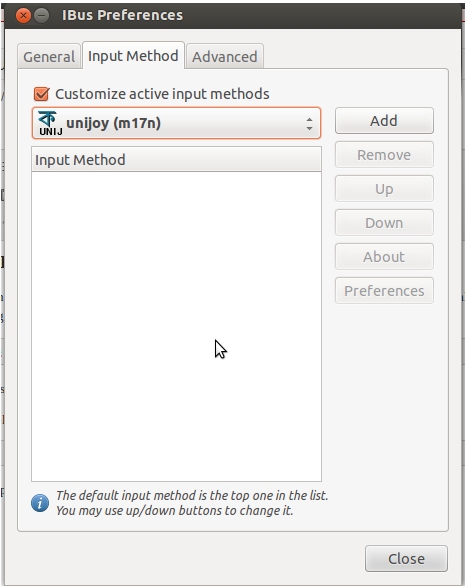 IBus Preferences
General
Input Method
Advanced
Customize active input methods
ক
UNIJ
unijoy (m17n)
Add
Input Method
Remove
Up
Down
About
Preferences
The default input method is the top one in the list.
You may use up/down buttons to change it.
Close